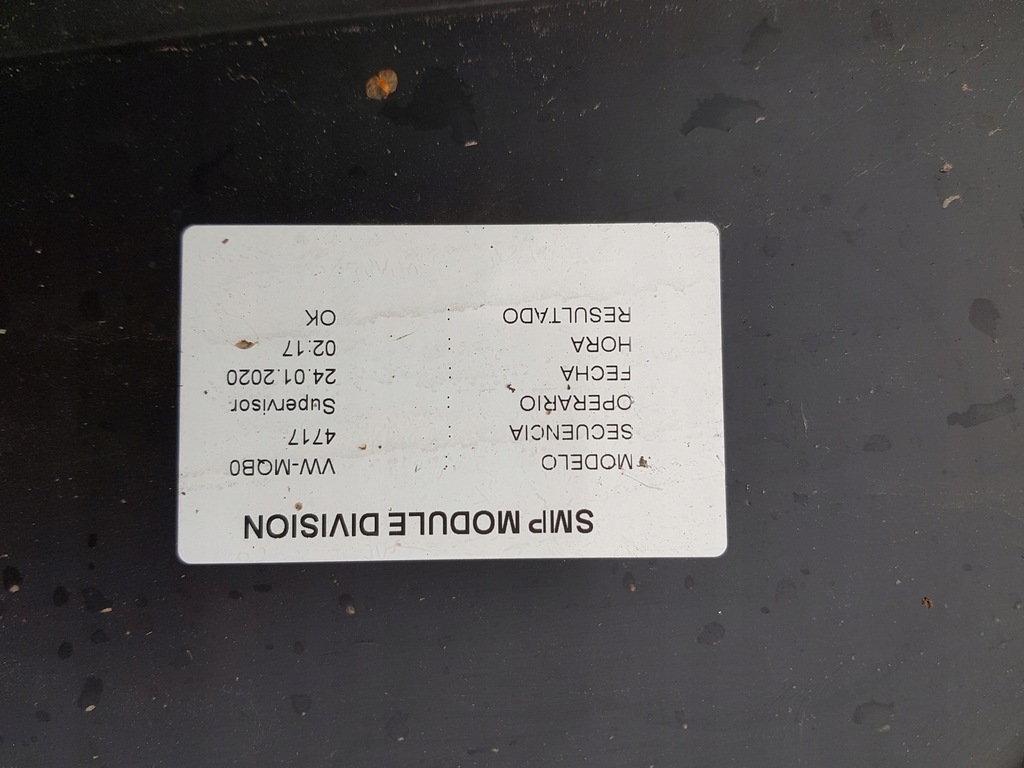 SMP MODULE DIVISION
MODELO : VW-MQB0
SECUENCIA : 4717
OPERARIO : Supervisor
FECHA : 24.01.2020
HORA : 02:17
RESULTADO : OK